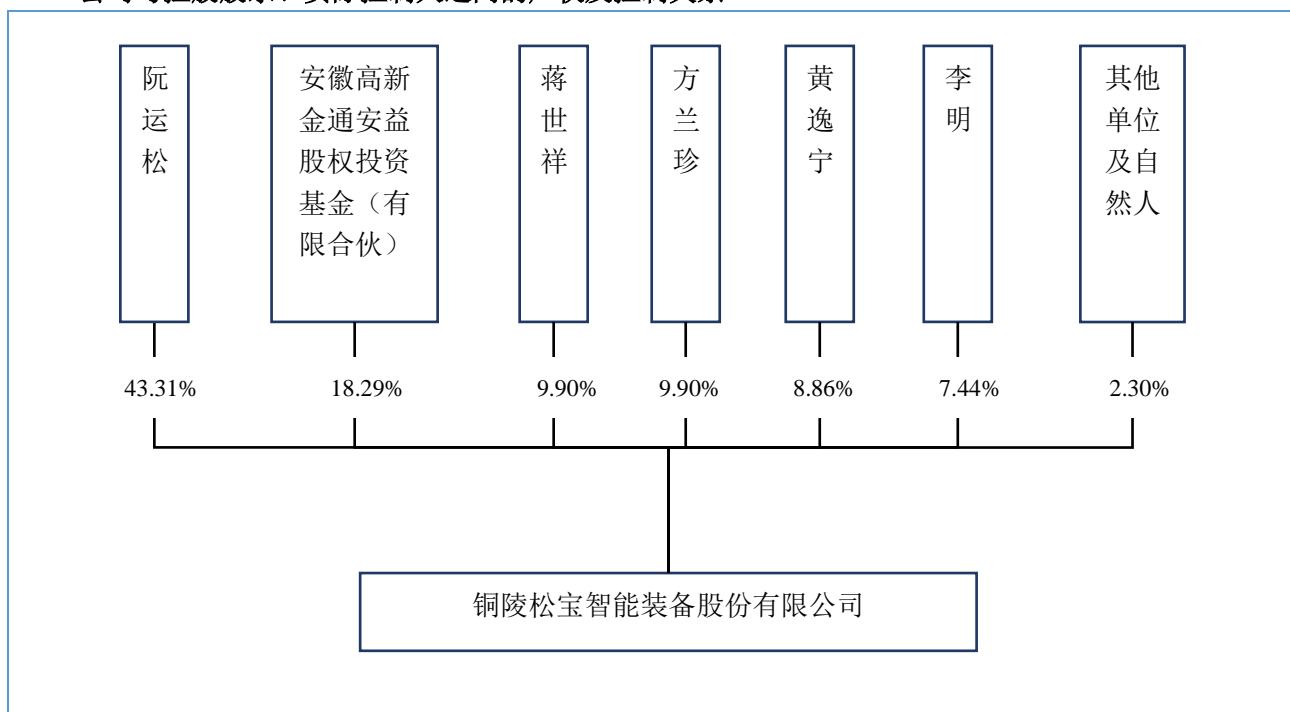 阮
运
松
安徽高新
金通安益
股权投资
基金（有
限合伙）
蒋
世
祥
方
兰
珍
黄
逸
宁
李
明
其他
单位
及自
然人
43.31%
18.29%
9.90%
9.90%
8.86%
7.44%
2.30%
铜陵松宝智能装备股份有限公司